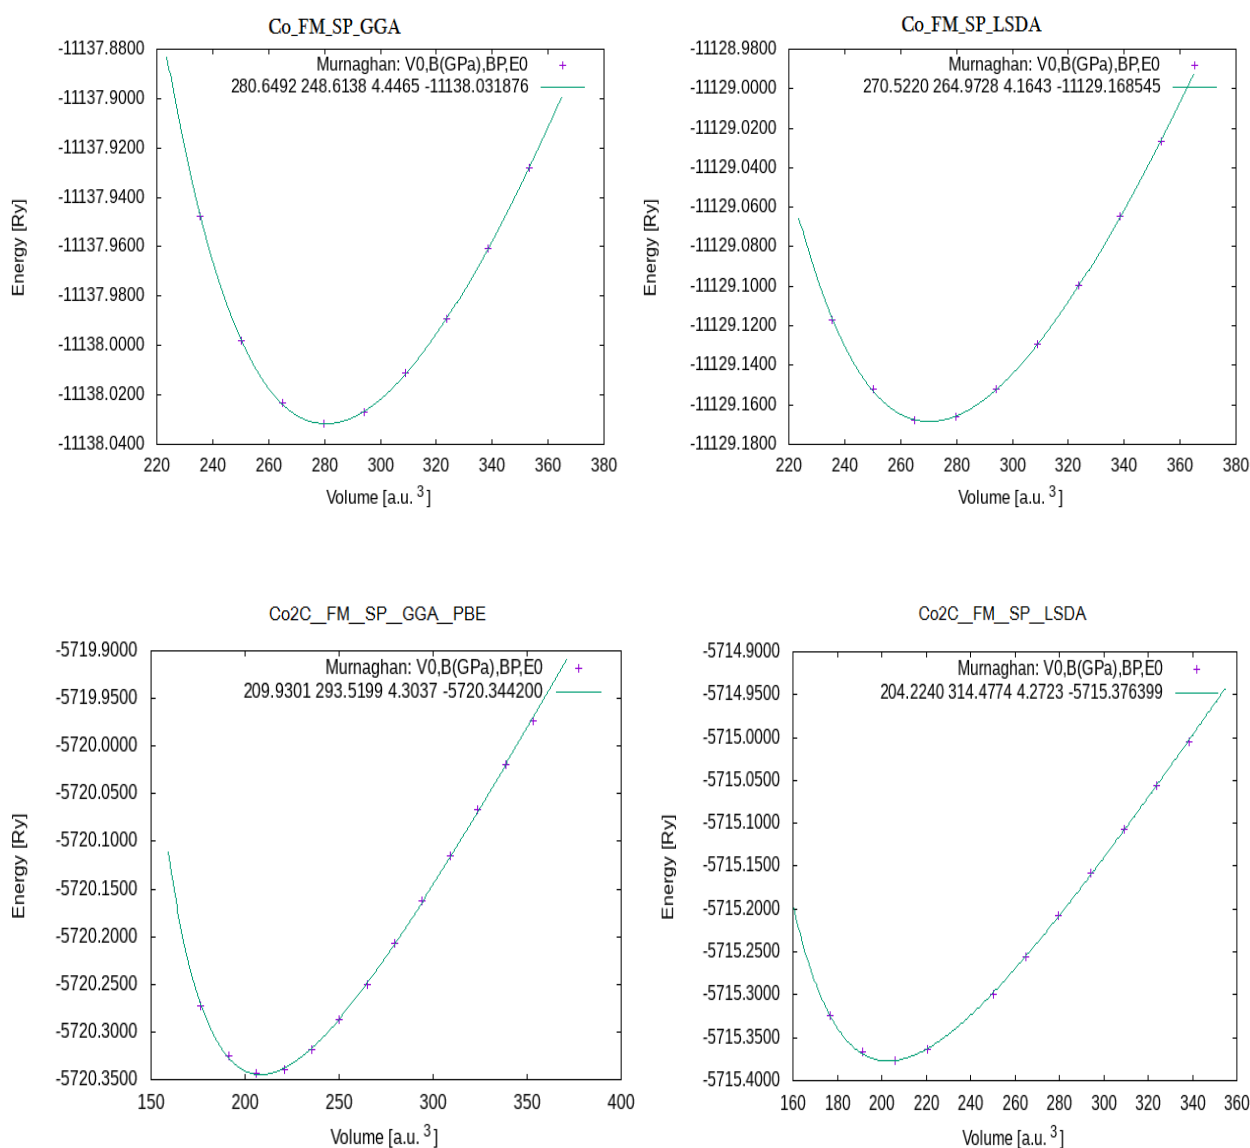 Co_FM_SP_GGA
Murnaghan: V0,B(GPa),BP,E0
280.6492 248.6138 4.4465 -11138.031876
-11137.8800
-11137.9000
-11137.9200
-11137.9400
-11137.9600
-11137.9800
-11138.0000
-11138.0200
-11138.0400
Energy [Ry]
220 240 260 280 300 320 340 360 380
Volume [a.u. 3]
Co_FM_SP_LSDA
Murnaghan: V0,B(GPa),BP,E0
270.5220 264.9728 4.1643 -11129.168545
-11128.9800
-11129.0000
-11129.0200
-11129.0400
-11129.0600
-11129.0800
-11129.1000
-11129.1200
-11129.1400
-11129.1600
-11129.1800
Energy [Ry]
220 240 260 280 300 320 340 360 380
Volume [a.u. 3]
Co2C__FM__SP__GGA__PBE
Murnaghan: V0,B(GPa),BP,E0
209.9301 293.5199 4.3037 -5720.344200
-5719.9000
-5719.9500
-5720.0000
-5720.0500
-5720.1000
-5720.1500
-5720.2000
-5720.2500
-5720.3000
-5720.3500
Energy [Ry]
150 200 250 300 350 400
Volume [a.u. 3]
Co2C__FM__SP__LSDA
Murnaghan: V0,B(GPa),BP,E0
204.2240 314.4774 4.2723 -5715.376399
-5714.9000
-5714.9500
-5715.0000
-5715.0500
-5715.1000
-5715.1500
-5715.2000
-5715.2500
-5715.3000
-5715.3500
-5715.4000
Energy [Ry]
160 180 200 220 240 260 280 300 320 340 360
Volume [a.u. 3]